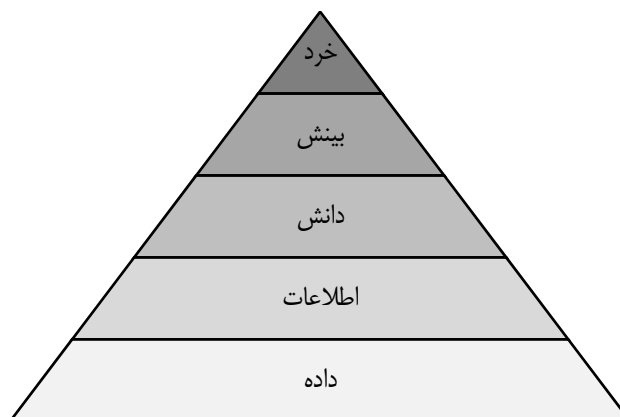 خرد
بینش
دانش
اطلاعات
داده